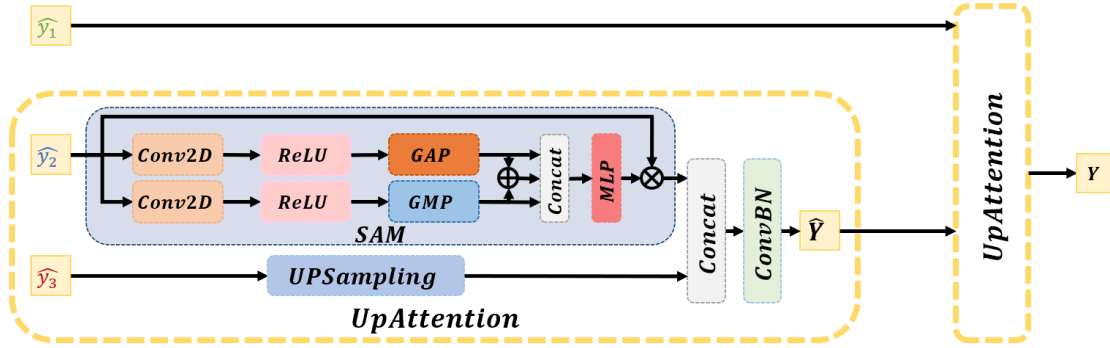 ŷ₁
ŷ₂
Conv2D ReLU GAP
Conv2D ReLU GMP
Concat
MLP
SAM
ŷ₃
UPSampling
UpAttention
Concat
ConvBN
Ŷ
UpAttention
Y